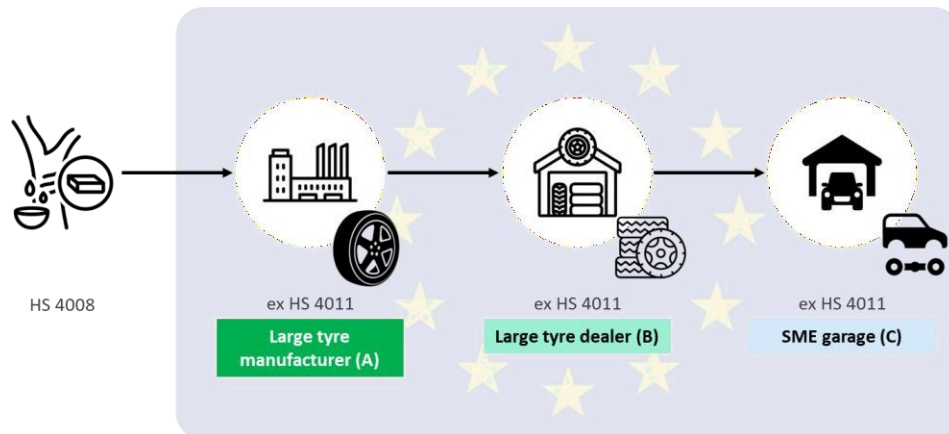 HS 4008
ex HS 4011
Large tyre
manufacturer (A)
ex HS 4011
Large tyre dealer (B)
ex HS 4011
SME garage (C)